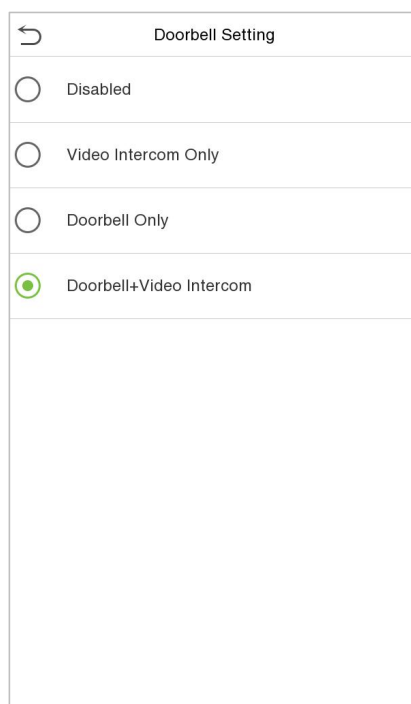 Doorbell Setting
Disabled
Video Intercom Only
Doorbell Only
Doorbell+Video Intercom